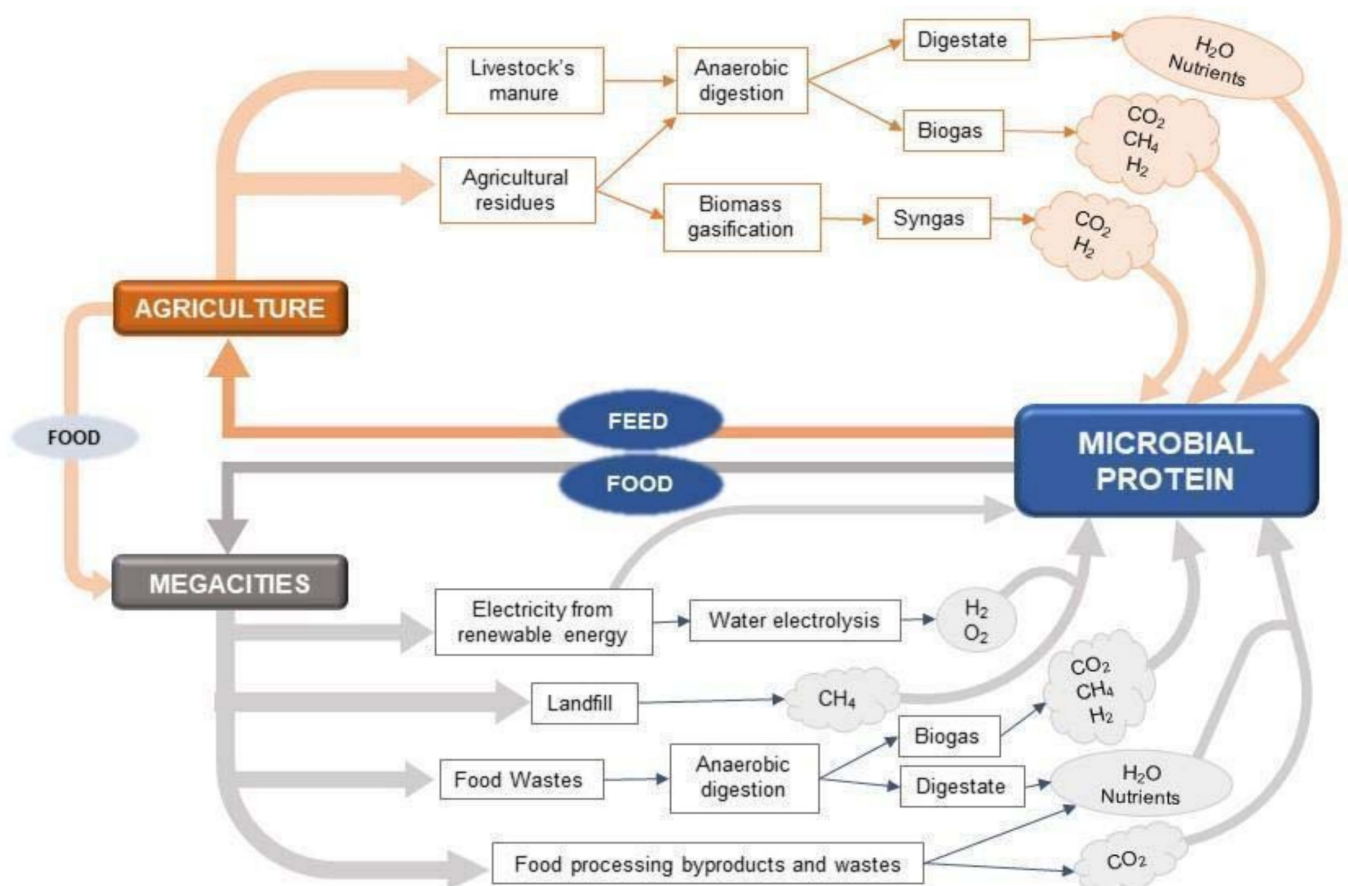 Livestock's
manure
Anaerobic
digestion
Digestate
H₂O
Nutrients
Biogas
CO₂
CH₄
H₂
Agricultural
residues
Biomass
gasification
Syngas
CO₂
H₂
AGRICULTURE
FOOD
FEED
FOOD
MICROBIAL
PROTEIN
MEGACITIES
Electricity from
renewable energy
Water electrolysis
H₂
O₂
Landfill
CH₄
CO₂
CH₄
H₂
Food Wastes
Anaerobic
digestion
Biogas
Digestate
H₂O
Nutrients
Food processing byproducts and wastes
CO₂